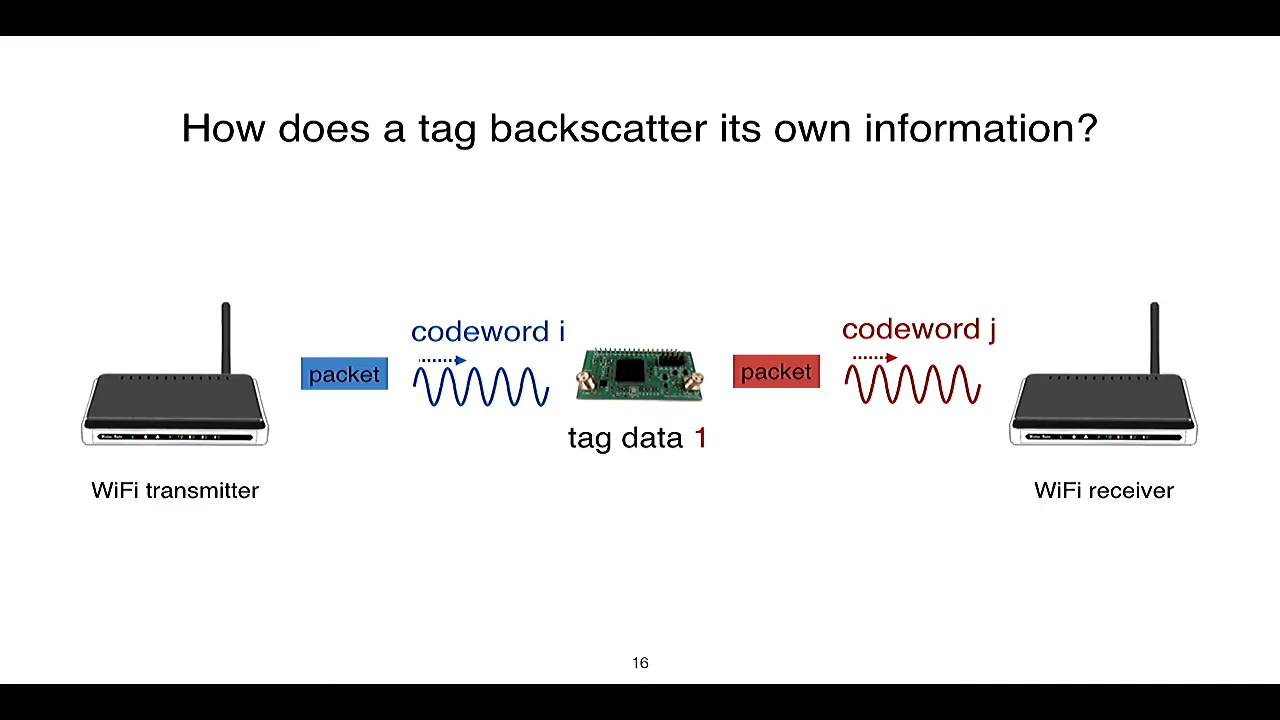 How does a tag backscatter its own information?
codeword i
codeword j
packet
packet
tag data 1
WiFi transmitter
WiFi receiver
16